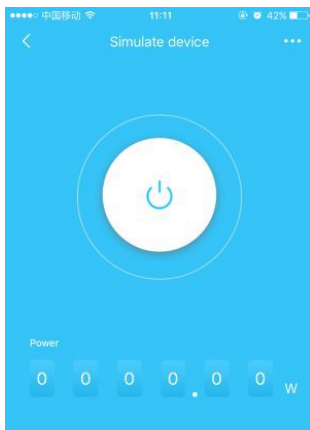 中国移动 11:11 42%
Simulate device
Power
0 0 0 0 . 0 0 W